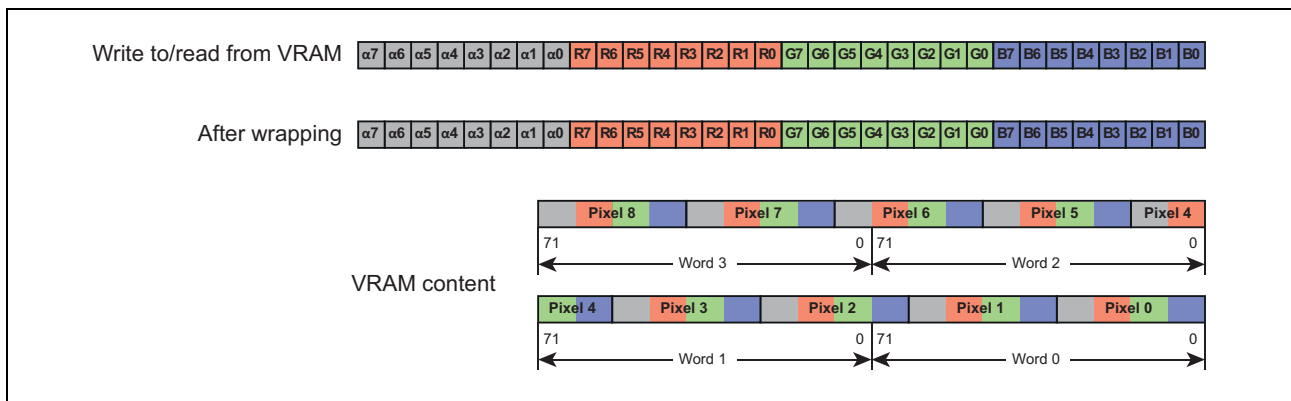 Write to/read from VRAM α7 α6 α5 α4 α3 α2 α1 α0 R7 R6 R5 R4 R3 R2 R1 R0 G7 G6 G5 G4 G3 G2 G1 G0 B7 B6 B5 B4 B3 B2 B1 B0
After wrapping α7 α6 α5 α4 α3 α2 α1 α0 R7 R6 R5 R4 R3 R2 R1 R0 G7 G6 G5 G4 G3 G2 G1 G0 B7 B6 B5 B4 B3 B2 B1 B0
Pixel 8 Pixel 7 Pixel 6 Pixel 5 Pixel 4
71 0 71 0
Word 3 Word 2
VRAM content
Pixel 4 Pixel 3 Pixel 2 Pixel 1 Pixel 0
71 0 71 0
Word 1 Word 0